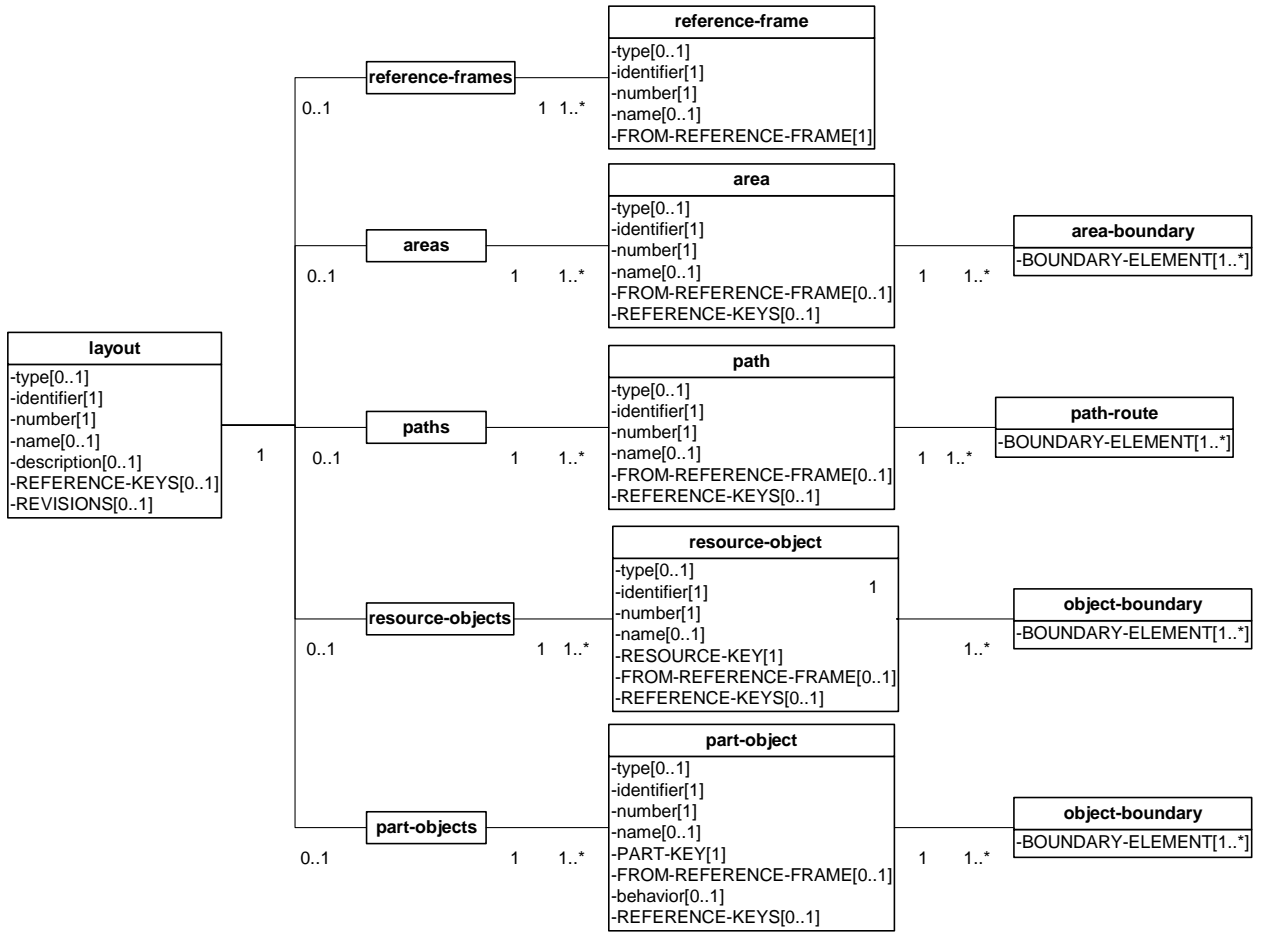 reference-frame
-type[0..1]
-identifier[1]
-number[1]
-name[0..1]
-FROM-REFERENCE-FRAME[1]
reference-frames
0..1
1 1..*
area
-type[0..1]
-identifier[1]
-number[1]
-name[0..1]
-FROM-REFERENCE-FRAME[0..1]
-REFERENCE-KEYS[0..1]
areas
0..1
1 1..*
area-boundary
-BOUNDARY-ELEMENT[1..*]
1 1..*
layout
-type[0..1]
-identifier[1]
-number[1]
-name[0..1]
-description[0..1]
-REFERENCE-KEYS[0..1]
-REVISIONS[0..1]
1
path
-type[0..1]
-identifier[1]
-number[1]
-name[0..1]
-FROM-REFERENCE-FRAME[0..1]
-REFERENCE-KEYS[0..1]
paths
0..1
1 1..*
path-route
-BOUNDARY-ELEMENT[1..*]
1 1..*
resource-object
-type[0..1]
-identifier[1]
-number[1]
-name[0..1]
-RESOURCE-KEY[1]
-FROM-REFERENCE-FRAME[0..1]
-REFERENCE-KEYS[0..1]
1
resource-objects
0..1
1 1..*
object-boundary
-BOUNDARY-ELEMENT[1..*]
1..*
part-object
-type[0..1]
-identifier[1]
-number[1]
-name[0..1]
-PART-KEY[1]
-FROM-REFERENCE-FRAME[0..1]
-behavior[0..1]
-REFERENCE-KEYS[0..1]
part-objects
0..1
1 1..*
object-boundary
-BOUNDARY-ELEMENT[1..*]
1 1..*